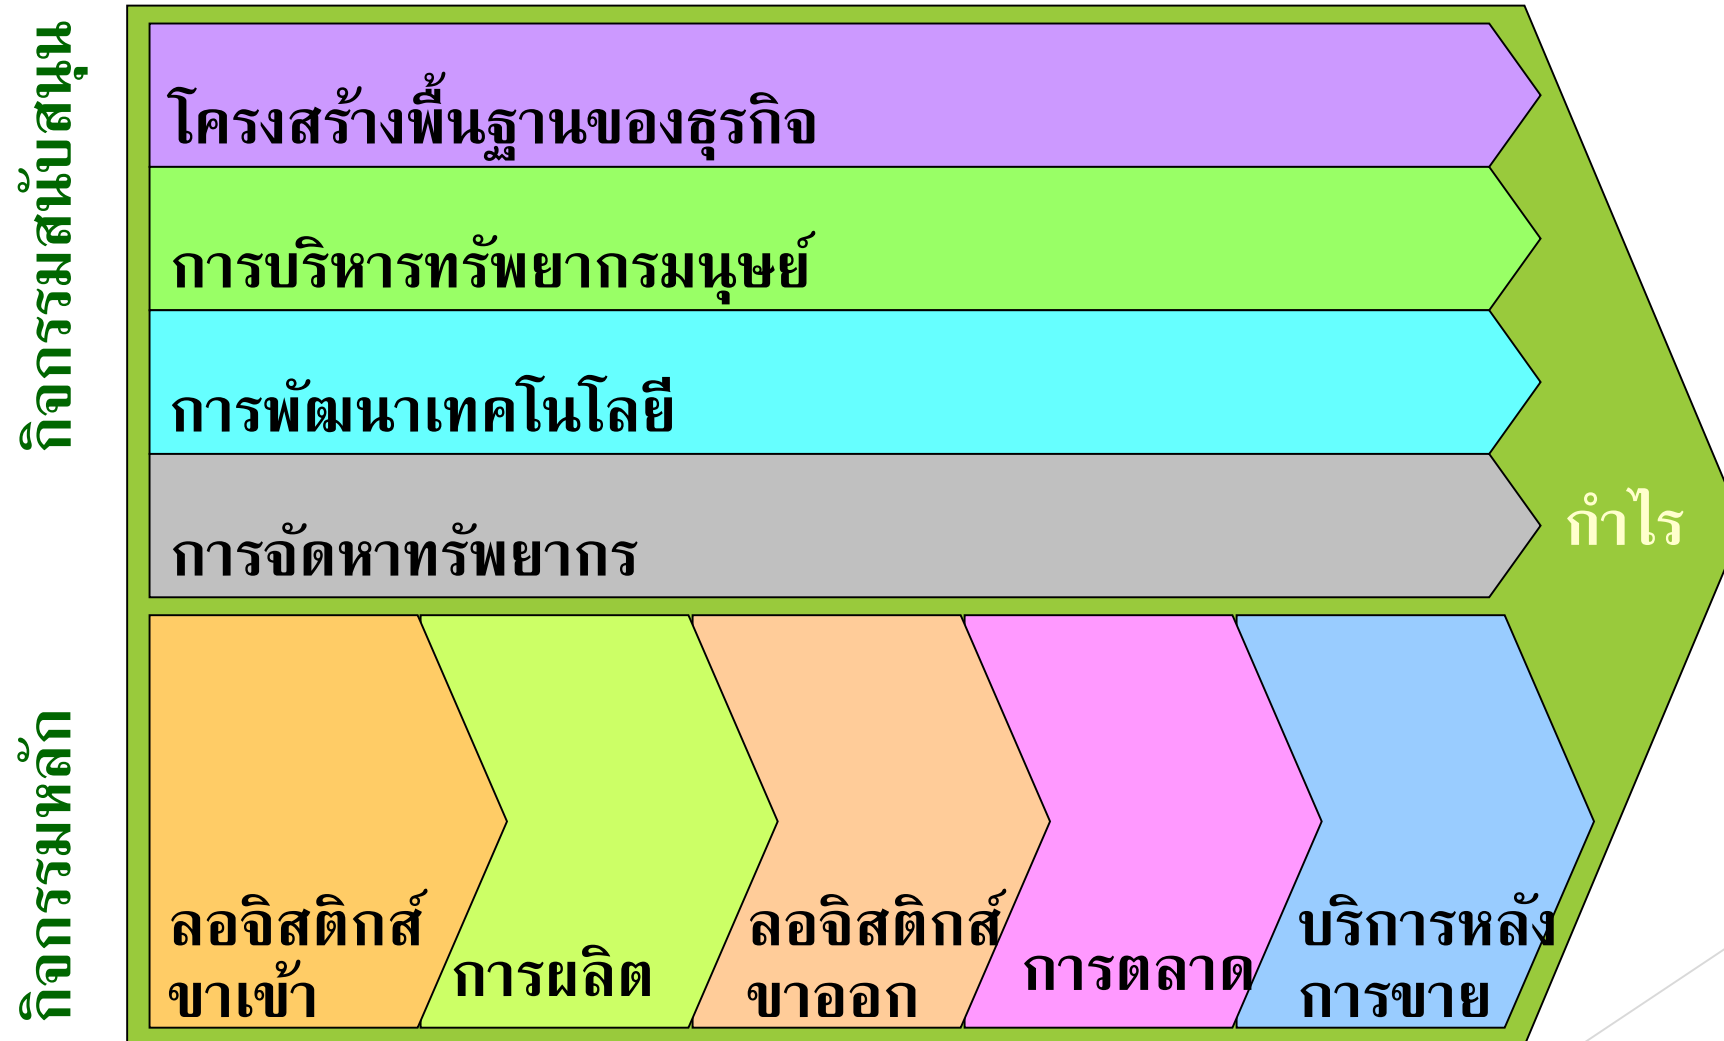 กิจกรรมสนับสนุน
โครงสร้างพื้นฐานของธุรกิจ
การบริหารทรัพยากรมนุษย์
การพัฒนาเทคโนโลยี
การจัดหาทรัพยากร
กำไร
กิจกรรมหลัก
ลอจิสติกส์
ขาเข้า
การผลิต
ลอจิสติกส์
ขาออก
การตลาด
บริการหลัง
การขาย